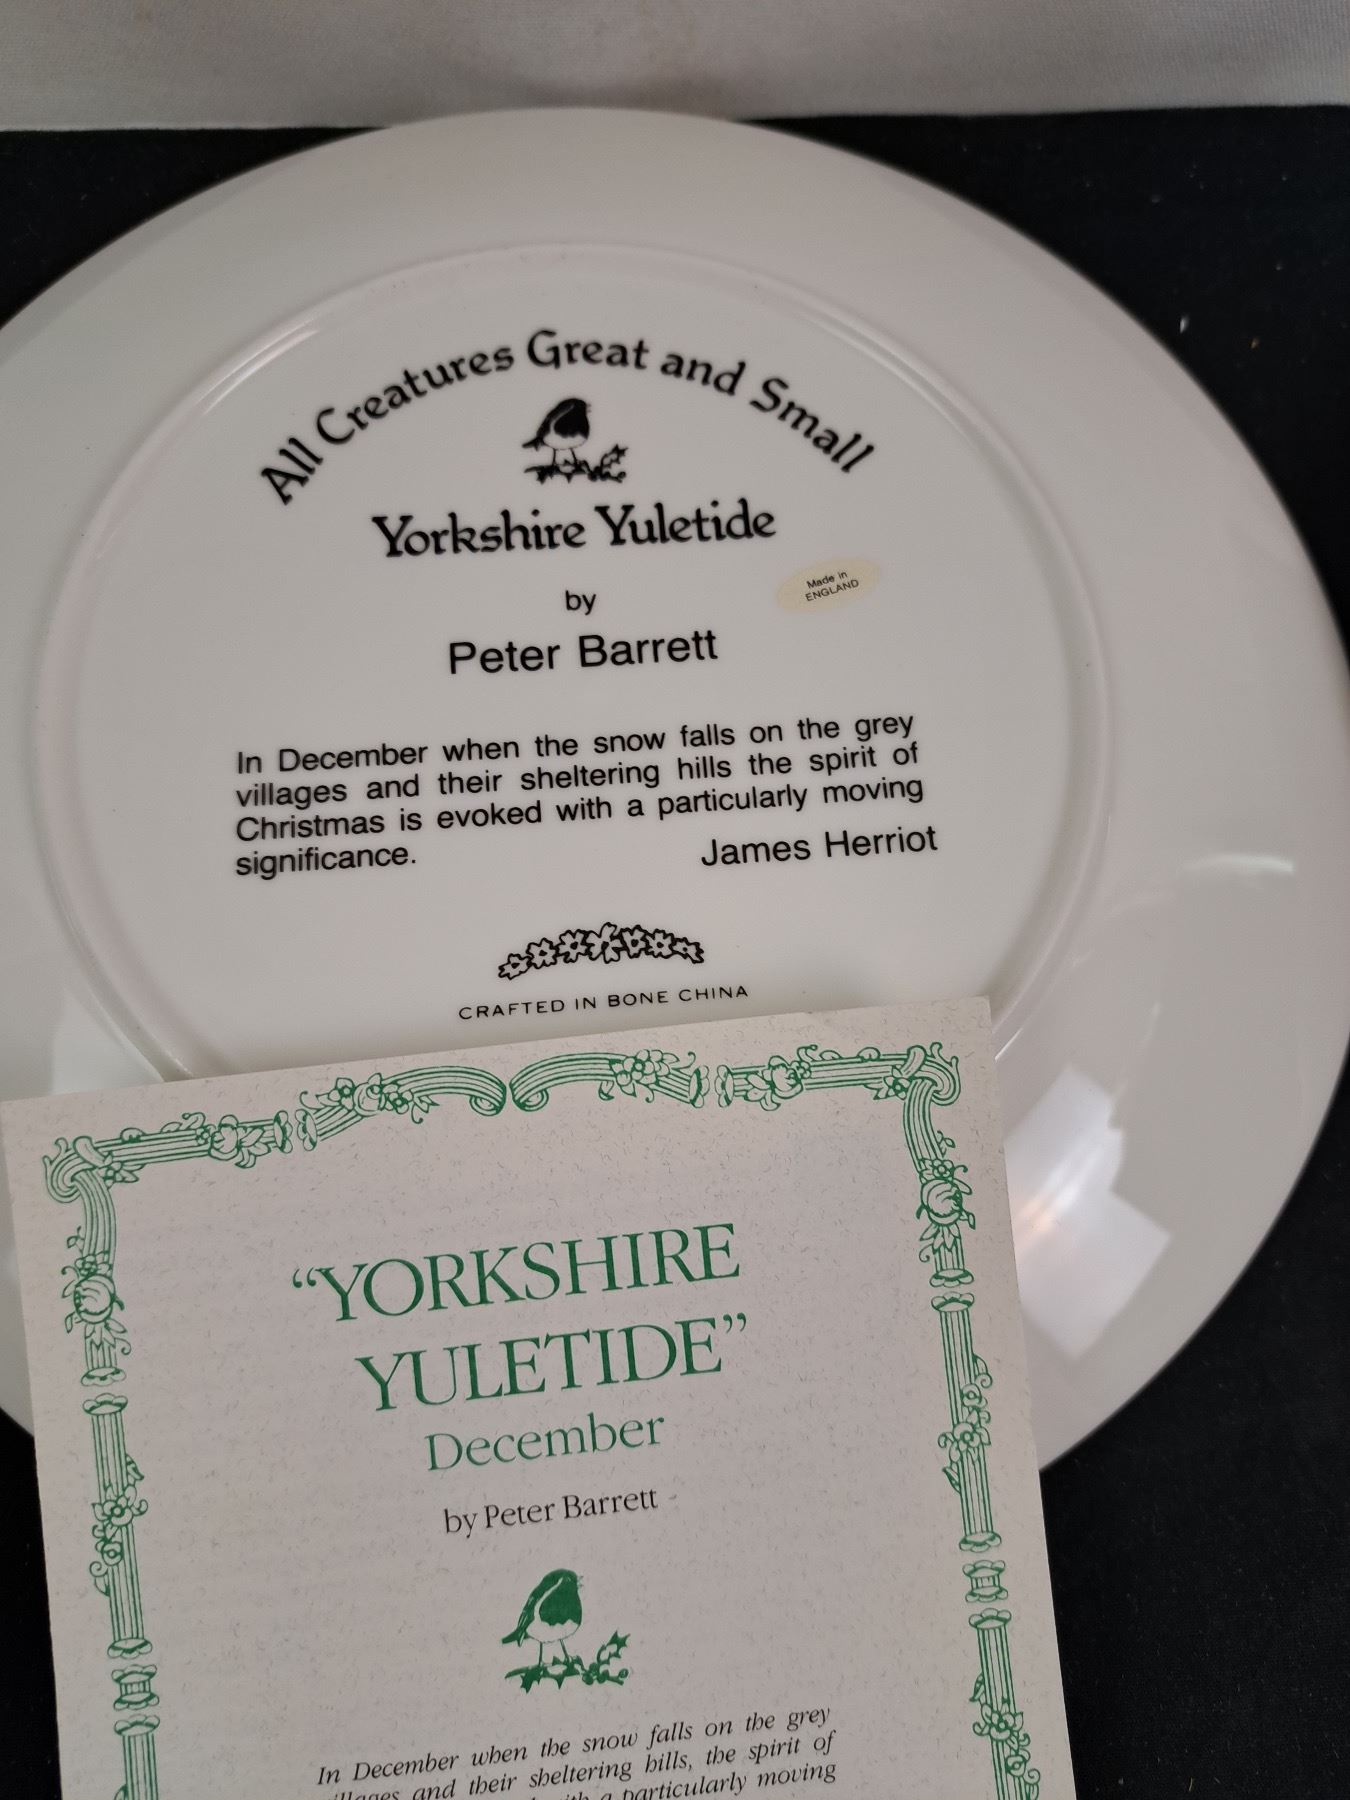 All Creatures Great and Small
Yorkshire Yuletide
by
Peter Barrett
Made in
ENGLAND
In December when the snow falls on the grey
villages and their sheltering hills the spirit of
Christmas is evoked with a particularly moving
significance.
James Herriot
CRAFTED IN BONE CHINA
“YORKSHIRE
YULETIDE”
December
by Peter Barrett
In December when the snow falls on the grey
villages and their sheltering hills, the spirit of
with a particularly moving